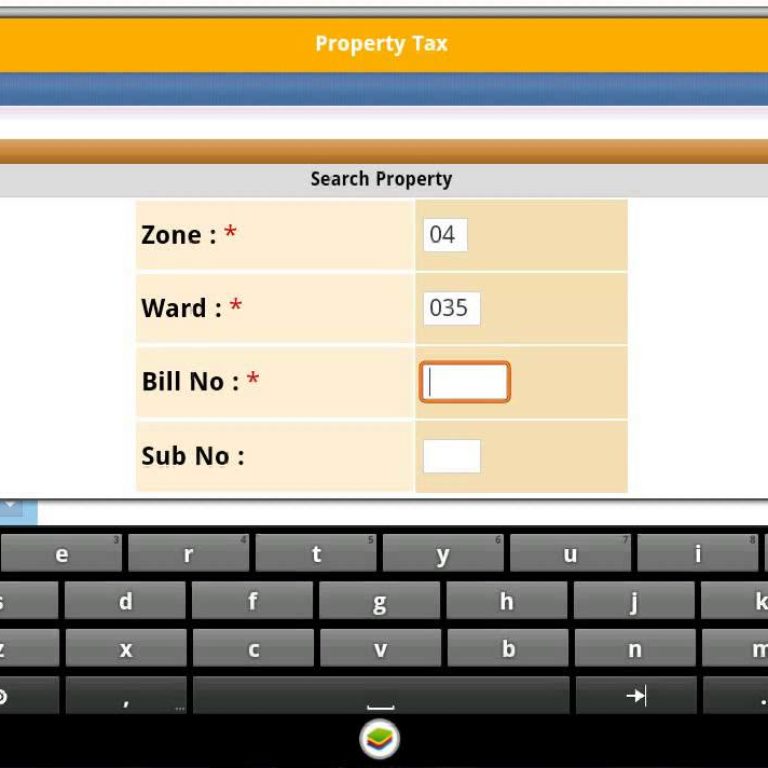 Property Tax
Search Property
Zone : * 04
Ward : * 035
Bill No : *
Sub No :
e 3 r 4 t 5 y 6 u 7 i 8
s d f g h j k
z x c v b n m
, ... .